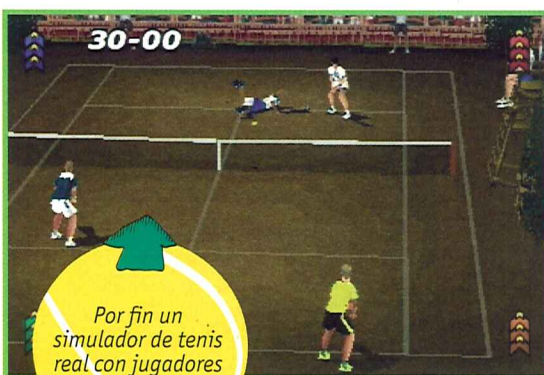 30-00
Por fin un
simulador de tenis
real con jugadores